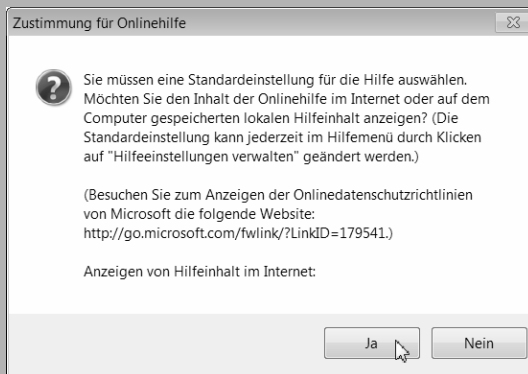 Zustimmung für Onlinehilfe
Sie müssen eine Standardeinstellung für die Hilfe auswählen.
Möchten Sie den Inhalt der Onlinehilfe im Internet oder auf dem
Computer gespeicherten lokalen Hilfeinhalt anzeigen? (Die
Standardeinstellung kann jederzeit im Hilfemenü durch Klicken
auf "Hilfeeinstellungen verwalten" geändert werden.)
(Besuchen Sie zum Anzeigen der Onlinedatenschutzrichtlinien
von Microsoft die folgende Website:
http://go.microsoft.com/fwlink/?LinkID=179541.)
Anzeigen von Hilfeinhalt im Internet:
Ja Nein